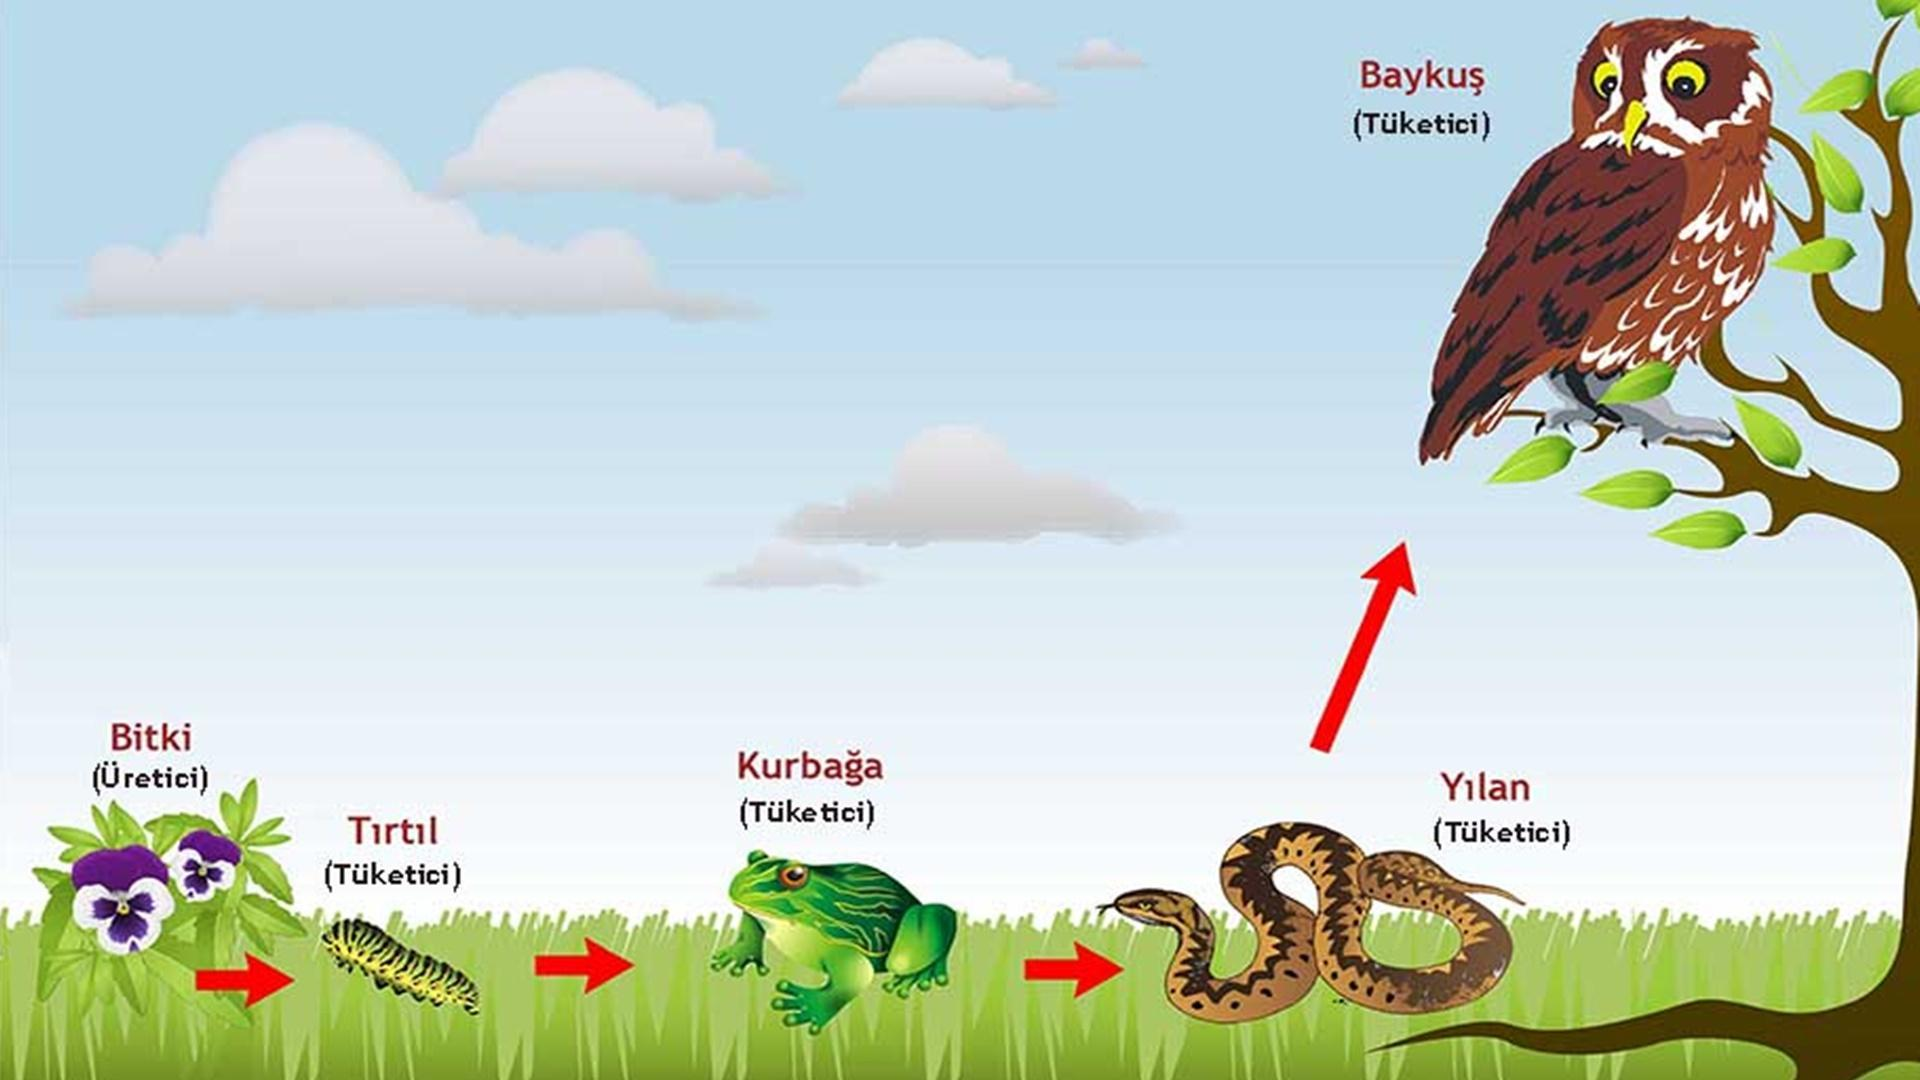 Baykuş
(Tüketici)
Bitki
(Üretici)
Tırtıl
(Tüketici)
Kurbağa
(Tüketici)
Yılan
(Tüketici)